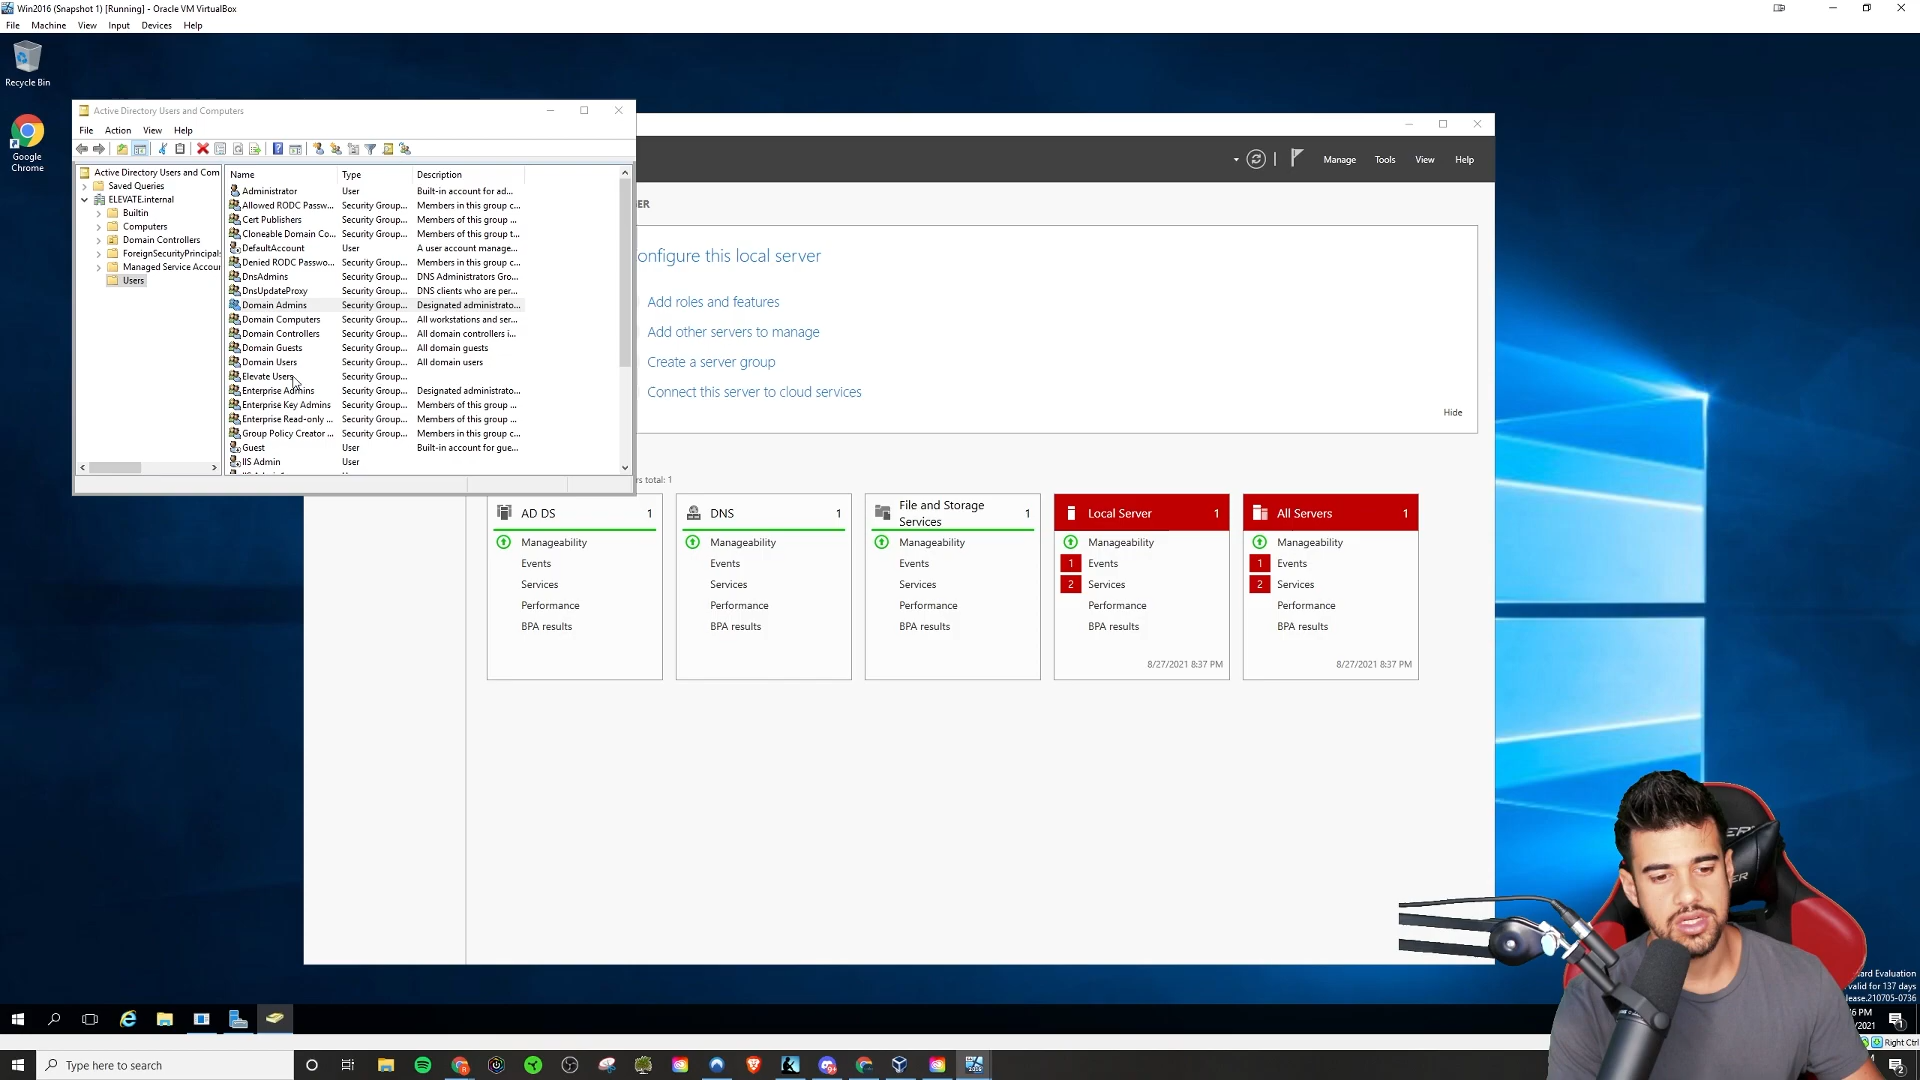 Win2016 (Snapshot 1) [Running] - Oracle VM VirtualBox
File Machine View Input Devices Help
Recycle Bin
Google
Chrome
Active Directory Users and Computers
File Action View Help
Active Directory Users and Com
Saved Queries
ELEVATE.internal
Builtin
Computers
Domain Controllers
ForeignSecurityPrincipals
Managed Service Accour
Users
Name Type Description
Administrator User Built-in account for ad...
Allowed RODC Passw... Security Group... Members in this group c...
Cert Publishers Security Group... Members of this group ...
Cloneable Domain Co... Security Group... Members of this group t...
DefaultAccount User A user account manage...
Denied RODC Passwo... Security Group... Members in this group c...
DnsAdmins Security Group... DNS Administrators Gro...
DnsUpdateProxy Security Group... DNS clients who are per...
Domain Admins Security Group... Designated administrato...
Domain Computers Security Group... All workstations and ser...
Domain Controllers Security Group... All domain controllers i...
Domain Guests Security Group... All domain guests
Domain Users Security Group... All domain users
Elevate Users Security Group...
Enterprise Admins Security Group... Designated administrato...
Enterprise Key Admins Security Group... Members of this group ...
Enterprise Read-only ... Security Group... Members of this group ...
Group Policy Creator ... Security Group... Members in this group c...
Guest User Built-in account for gue...
IIS Admin User
Manage Tools View Help
ER
onfigure this local server
Add roles and features
Add other servers to manage
Create a server group
Connect this server to cloud services
Hide
rs total: 1
AD DS 1
Manageability
Events
Services
Performance
BPA results
DNS 1
Manageability
Events
Services
Performance
BPA results
File and Storage
Services 1
Manageability
Events
Services
Performance
BPA results
Local Server 1
Manageability
1 Events
2 Services
Performance
BPA results
8/27/2021 8:37 PM
All Servers 1
Manageability
1 Events
2 Services
Performance
BPA results
8/27/2021 8:37 PM
ard Evaluation
valid for 137 days
lease.210705-0736
6 PM
/2021
Right Ctrl
Type here to search